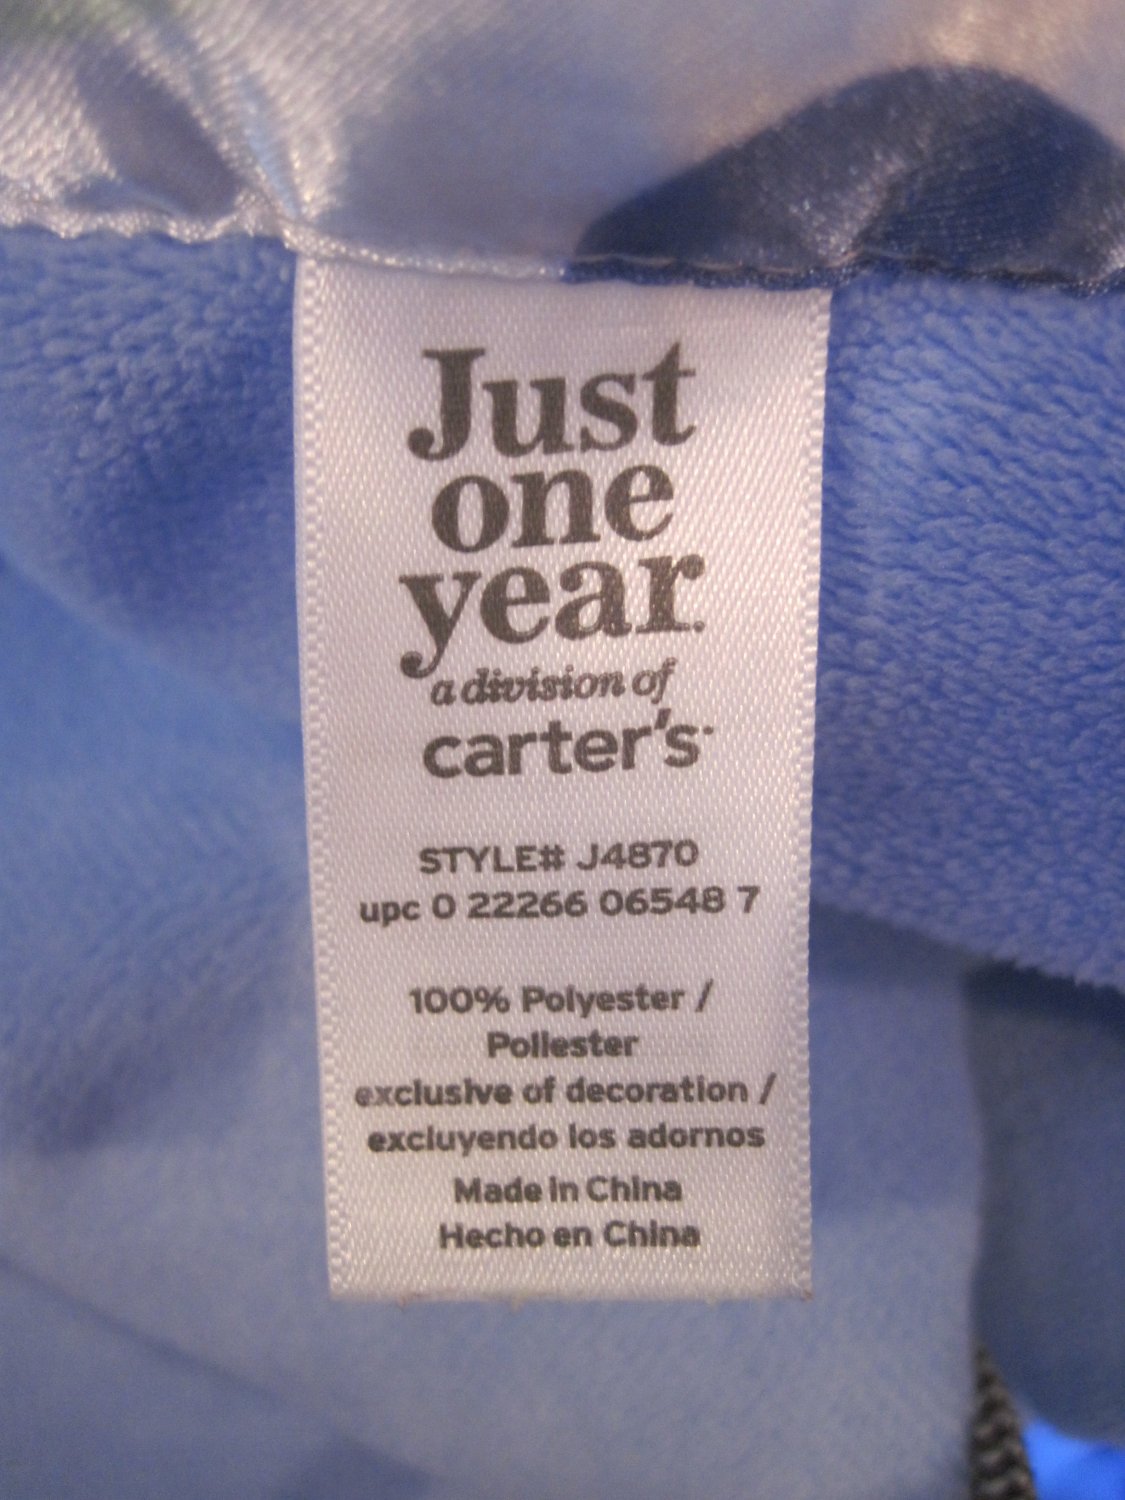 Just
one
year.
a division of
carter's
STYLE# J4870
upc 0 22266 06548 7
100% Polyester /
Poliester
exclusive of decoration /
excluyendo los adornos
Made in China
Hecho en China